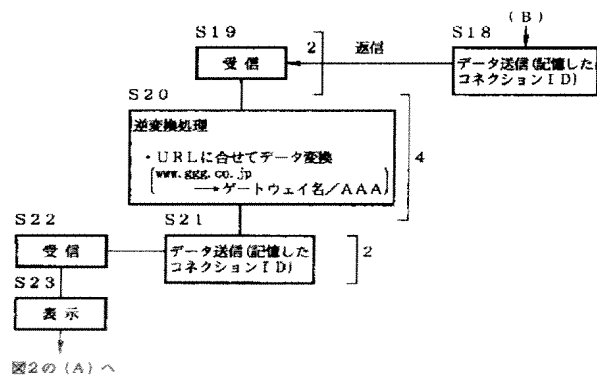 (B)
S18
データ送信(記憶した
コネクションID)
返信
S19
受信
2
S20
逆変換処理
・URLに合せてデータ変換
www.ggg.co.jp
→ゲートウェイ名／AAA
4
S21
データ送信(記憶した
コネクションID)
2
S22
受信
S23
表示
図2の(A)へ